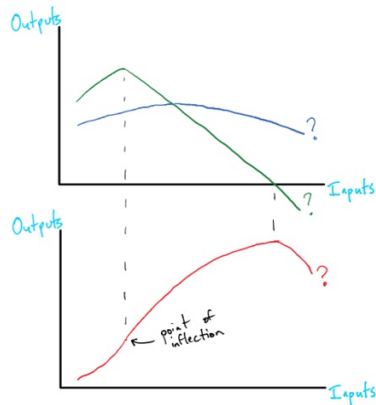 Outputs
?
Inputs
?
Outputs
?
point of
inflection
Inputs